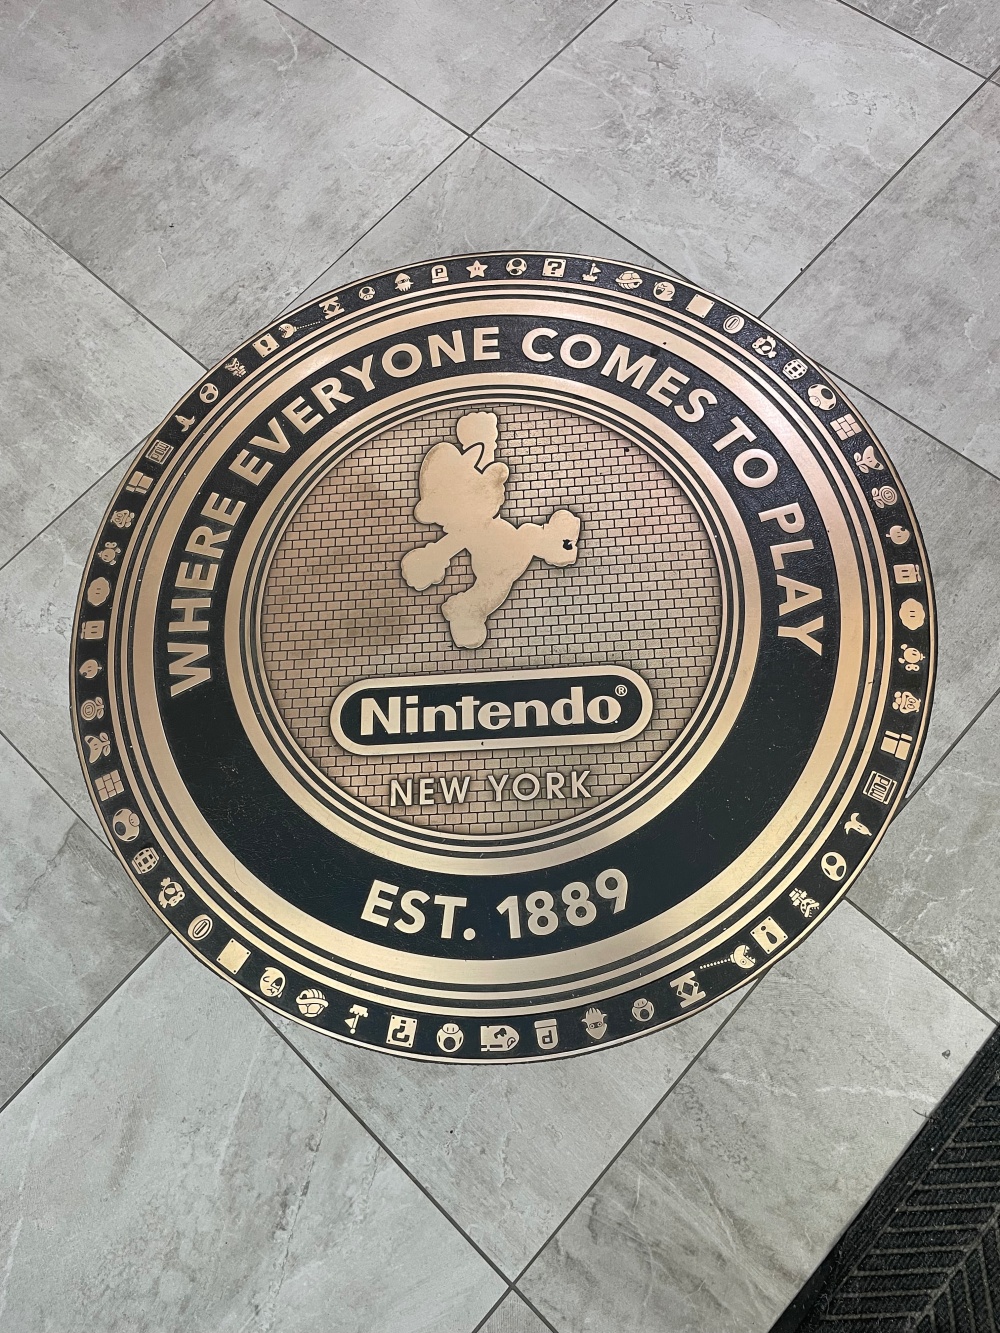 WHERE EVERYONE COMES TO PLAY
Nintendo®
NEW YORK
EST. 1889